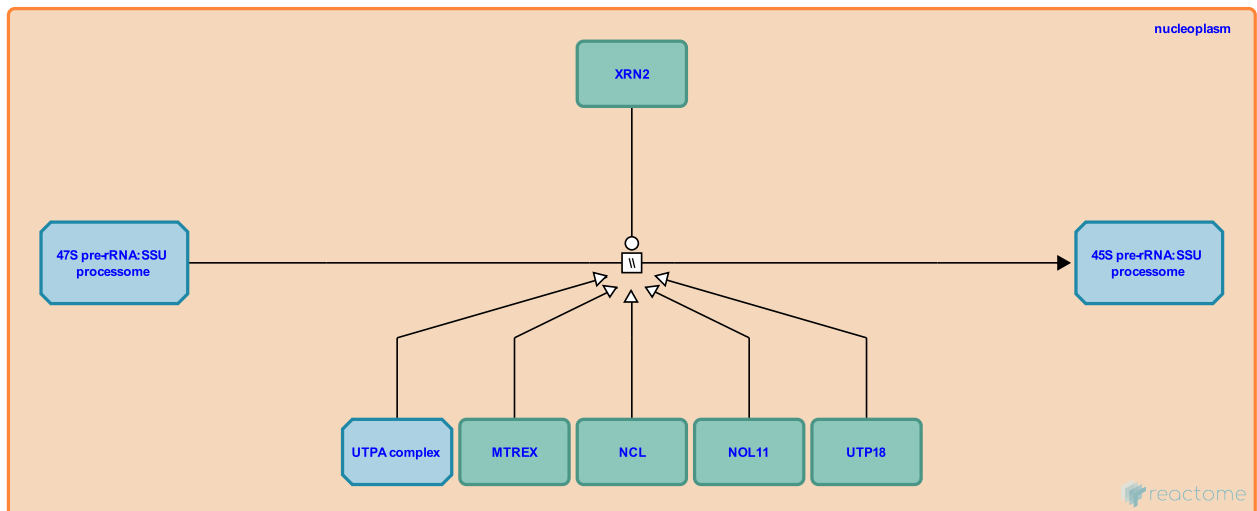 nucleoplasm
XRN2
47S pre-rRNA:SSU
processome
\\
45S pre-rRNA:SSU
processome
UTPA complex
MTREX
NCL
NOL11
UTP18
reactome